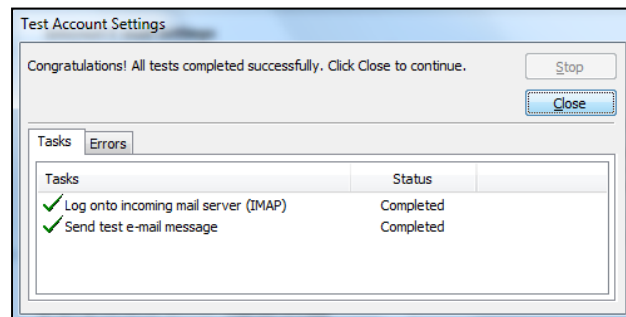 Test Account Settings
Congratulations! All tests completed successfully. Click Close to continue.
Stop
Close
Tasks Errors
Tasks Status
Log onto incoming mail server (IMAP) Completed
Send test e-mail message Completed